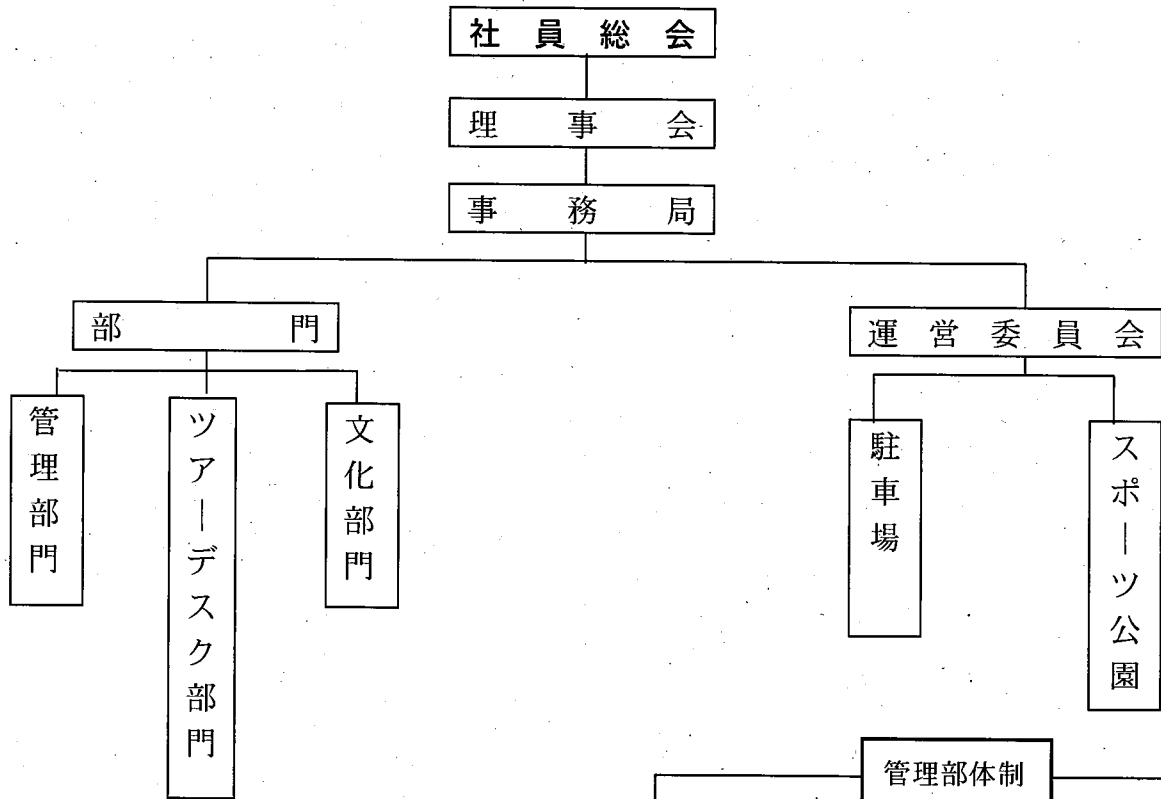 社員総会
理事会
事務局
部門
運営委員会
管理部門
ツアーデスク部門
文化部門
駐車場
スポーツ公園
管理部体制